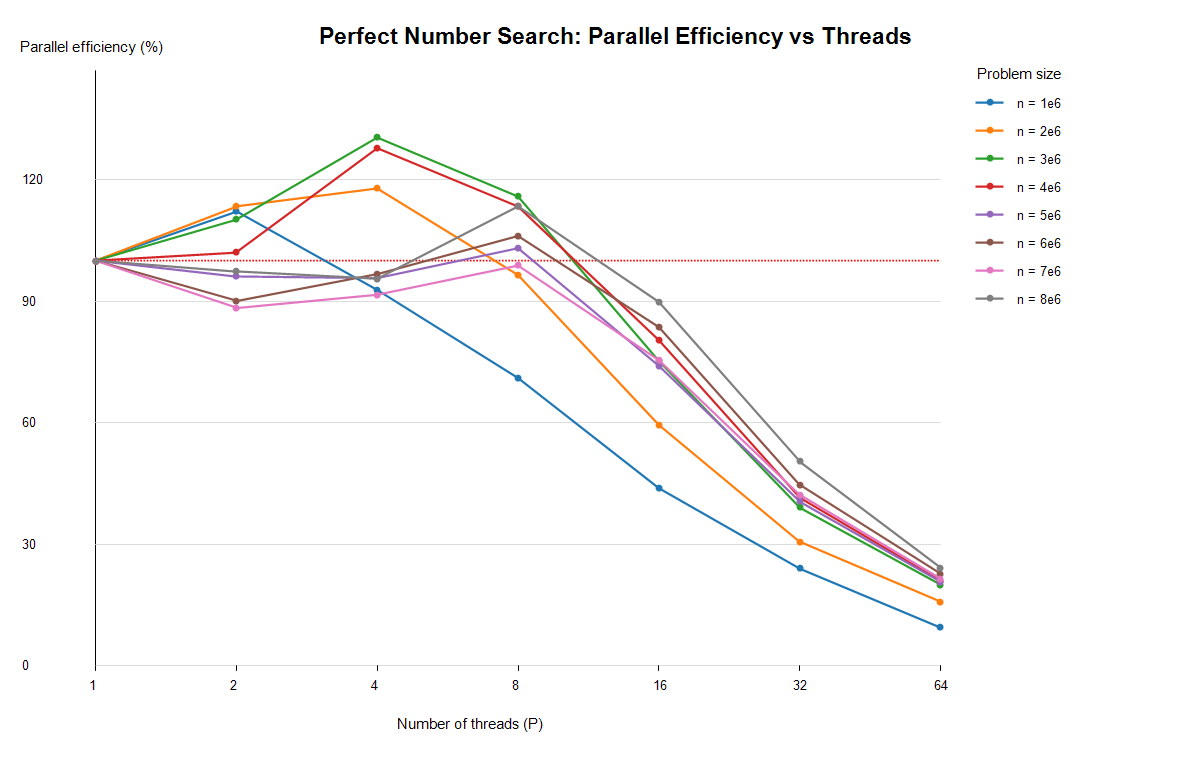 Perfect Number Search: Parallel Efficiency vs Threads
Parallel efficiency (%)
Problem size
n = 1e6
n = 2e6
n = 3e6
n = 4e6
n = 5e6
n = 6e6
n = 7e6
n = 8e6
120
90
60
30
0
1 2 4 8 16 32 64
Number of threads (P)